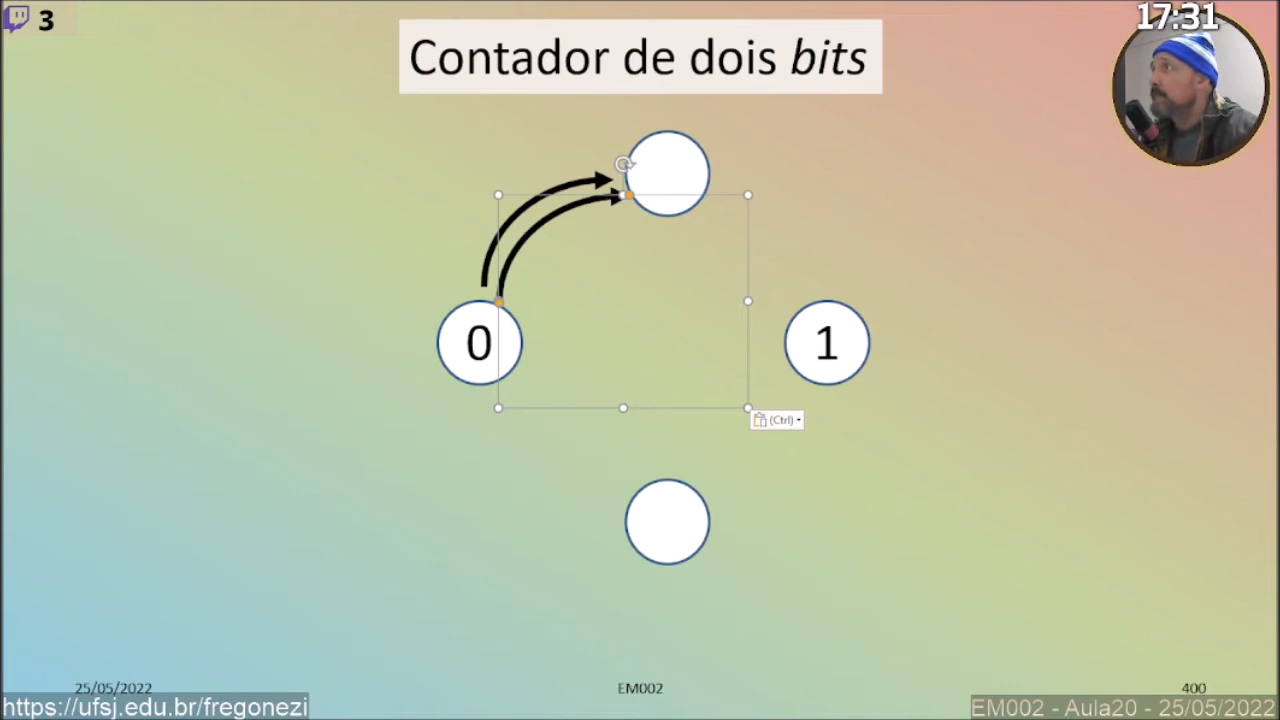 3
17:31
Contador de dois bits
0
1
(Ctrl)
25/05/2022
EM002
400
https://ufsj.edu.br/fregonezi
EM002 - Aula20 - 25/05/2022